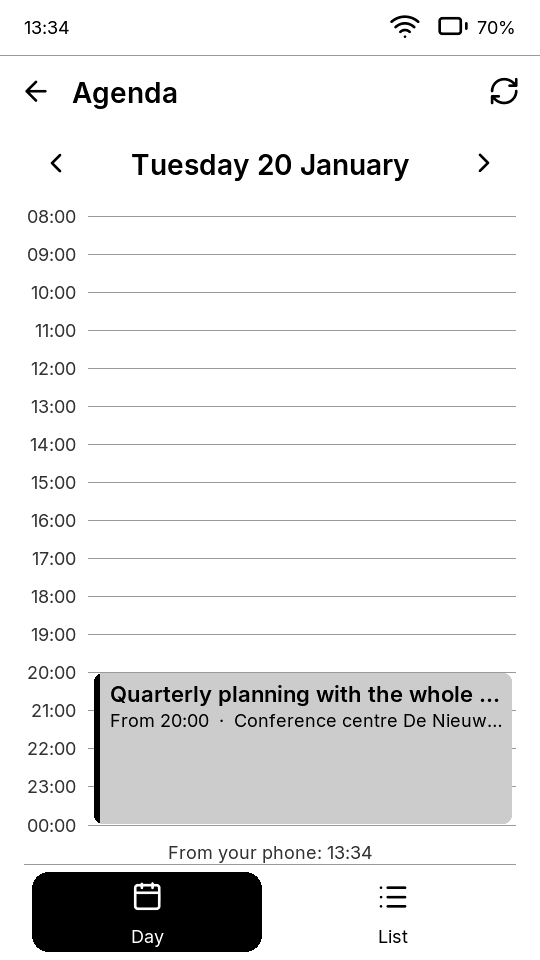 13:34
70%
Agenda
Tuesday 20 January
08:00
09:00
10:00
11:00
12:00
13:00
14:00
15:00
16:00
17:00
18:00
19:00
20:00
Quarterly planning with the whole ...
21:00
From 20:00 · Conference centre De Nieuw...
22:00
23:00
00:00
From your phone: 13:34
Day
List